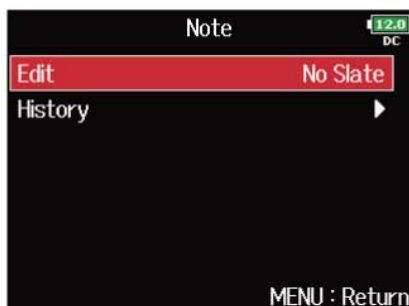 Note 12.0
DC
Edit No Slate
History
MENU : Return